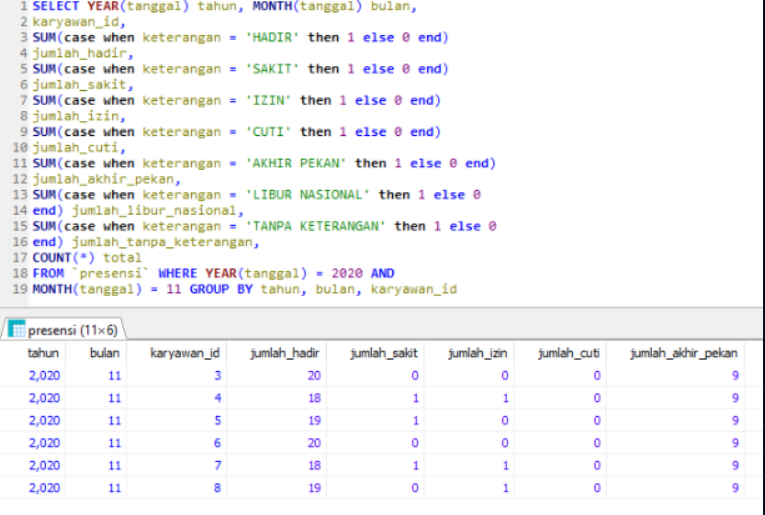 1 SELECT YEAR(tanggal) tahun, MONTH(tanggal) bulan,
2 karyawan_id,
3 SUM(case when keterangan = 'HADIR' then 1 else 0 end)
4 jumlah_hadir,
5 SUM(case when keterangan = 'SAKIT' then 1 else 0 end)
6 jumlah_sakit,
7 SUM(case when keterangan = 'IZIN' then 1 else 0 end)
8 jumlah_izin,
9 SUM(case when keterangan = 'CUTI' then 1 else 0 end)
10 jumlah_cuti,
11 SUM(case when keterangan = 'AKHIR PEKAN' then 1 else 0 end)
12 jumlah_akhir_pekan,
13 SUM(case when keterangan = 'LIBUR NASIONAL' then 1 else 0
14 end) jumlah_libur_nasional,
15 SUM(case when keterangan = 'TANPA KETERANGAN' then 1 else 0
16 end) jumlah_tanpa_keterangan,
17 COUNT(*) total
18 FROM `presensi` WHERE YEAR(tanggal) = 2020 AND
19 MONTH(tanggal) = 11 GROUP BY tahun, bulan, karyawan_id
presensi (11×6)
tahun bulan karyawan_id jumlah_hadir jumlah_sakit jumlah_izin jumlah_cuti jumlah_akhir_pekan
2,020 11 3 20 0 0 0 9
2,020 11 4 18 1 1 0 9
2,020 11 5 19 1 0 0 9
2,020 11 6 20 0 0 0 9
2,020 11 7 18 1 1 0 9
2,020 11 8 19 0 1 0 9